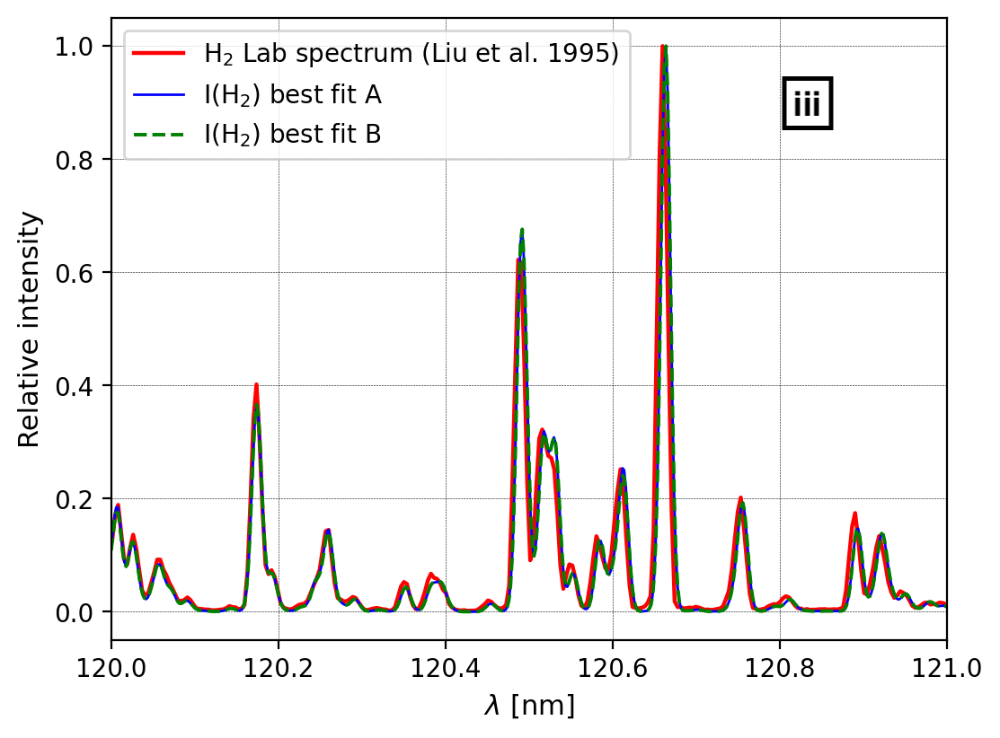 H₂ Lab spectrum (Liu et al. 1995)
I(H₂) best fit A
I(H₂) best fit B
iii
Relative intensity
1.0
0.8
0.6
0.4
0.2
0.0
120.0 120.2 120.4 120.6 120.8 121.0
λ [nm]